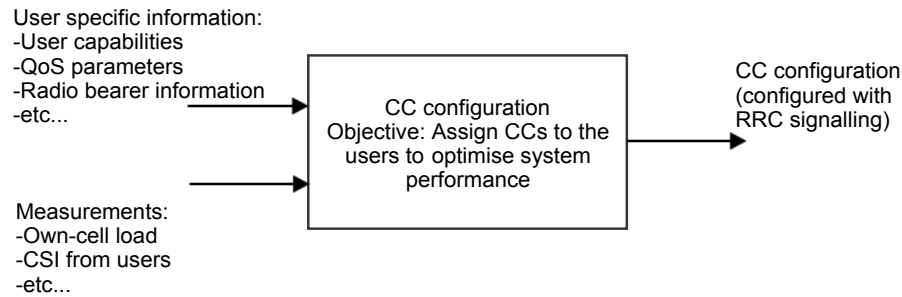 User specific information:
-User capabilities
-QoS parameters
-Radio bearer information
-etc...
CC configuration
Objective: Assign CCs to the
users to optimise system
performance
CC configuration
(configured with
RRC signalling)
Measurements:
-Own-cell load
-CSI from users
-etc...